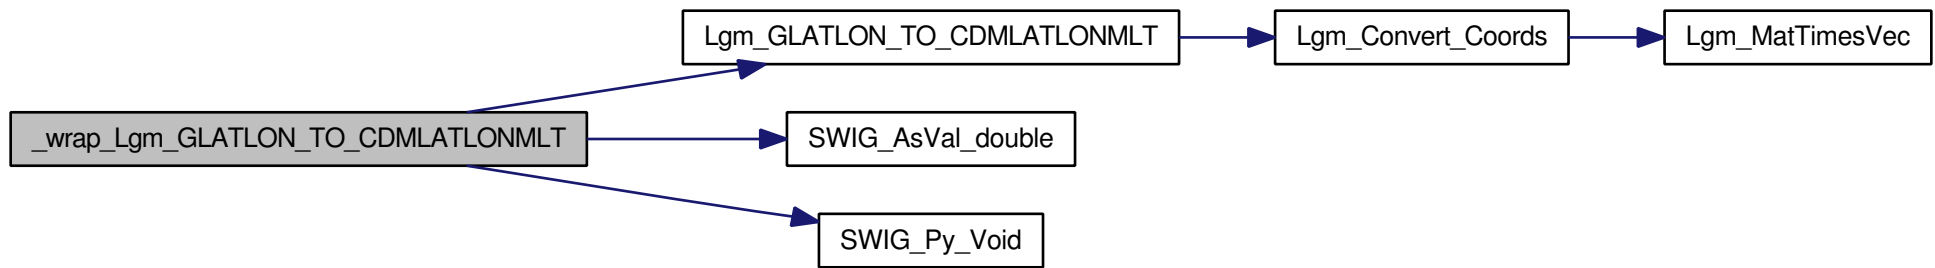 Lgm_GLATLON_TO_CDMLATLONMLT
Lgm_Convert_Coords
Lgm_MatTimesVec
_wrap_Lgm_GLATLON_TO_CDMLATLONMLT
SWIG_AsVal_double
SWIG_Py_Void